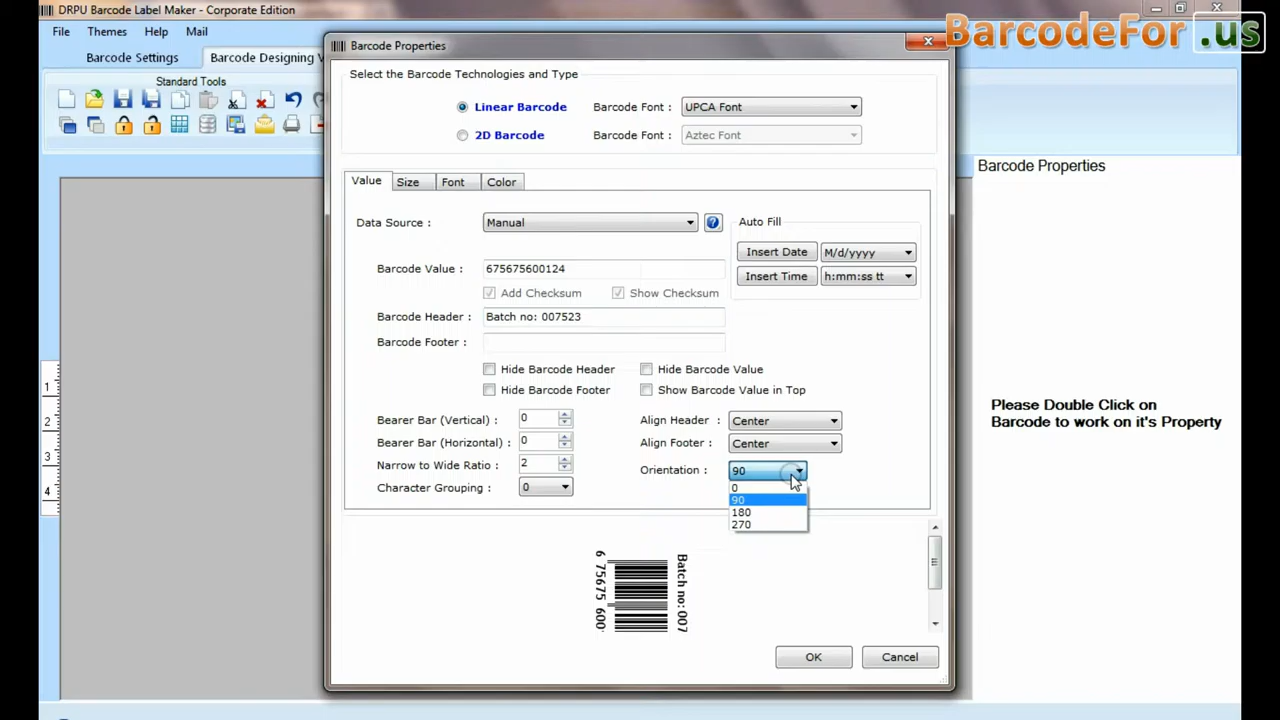 DRPU Barcode Label Maker - Corporate Edition
BarcodeFor.us
File Themes Help Mail
Barcode Settings Barcode Designing V
Standard Tools
Barcode Properties
Select the Barcode Technologies and Type
Linear Barcode Barcode Font : UPCA Font
2D Barcode Barcode Font : Aztec Font
Barcode Properties
Value Size Font Color
Data Source : Manual ? Auto Fill
Insert Date M/d/yyyy
Barcode Value : 675675600124 Insert Time h:mm:ss tt
Add Checksum Show Checksum
Barcode Header : Batch no: 007523
Barcode Footer :
Hide Barcode Header Hide Barcode Value
Hide Barcode Footer Show Barcode Value in Top
Bearer Bar (Vertical) : 0 Align Header : Center
Bearer Bar (Horizontal) : 0 Align Footer : Center
Narrow to Wide Ratio : 2 Orientation : 90
Character Grouping : 0 0
90
180
270
Please Double Click on
Barcode to work on it's Property
1
2
3
4
6 75675 600
Batch no: 007
OK Cancel